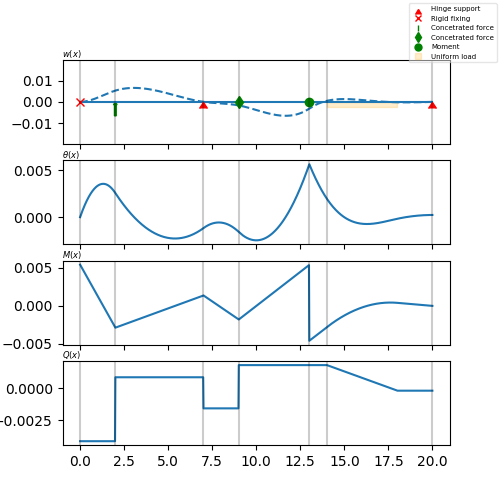 Hinge support
Rigid fixing
Concetrated force
Concetrated force
Moment
Uniform load
w(x)
0.01
0.00
−0.01
θ(x)
0.005
0.000
M(x)
0.005
0.000
−0.005
Q(x)
0.0000
-0.0025
0.0 2.5 5.0 7.5 10.0 12.5 15.0 17.5 20.0